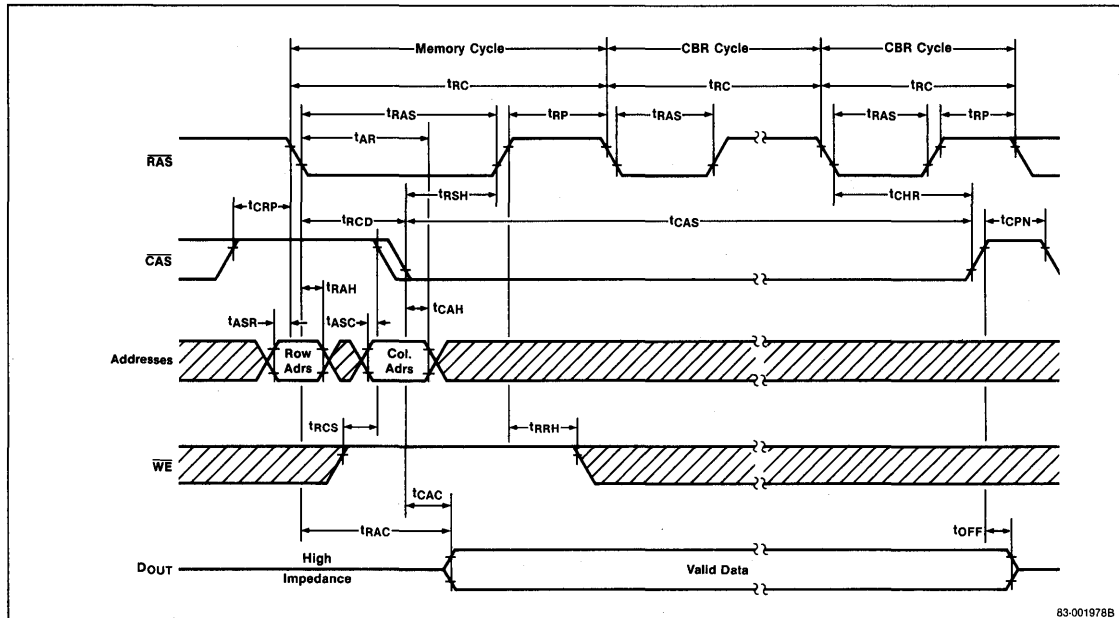 Memory Cycle CBR Cycle CBR Cycle
tRC tRC tRC
tRAS tRP tRAS tRAS tRP
tAR
RAS
tRSH tCHR
tCRP tRCD tCAS tCPN
CAS
tRAH
tCAH
tASR tASC
Addresses Row Adrs Col. Adrs
tRCS tRRH
WE
tCAC
tRAC tOFF
DOUT High Impedance Valid Data
83-001978B